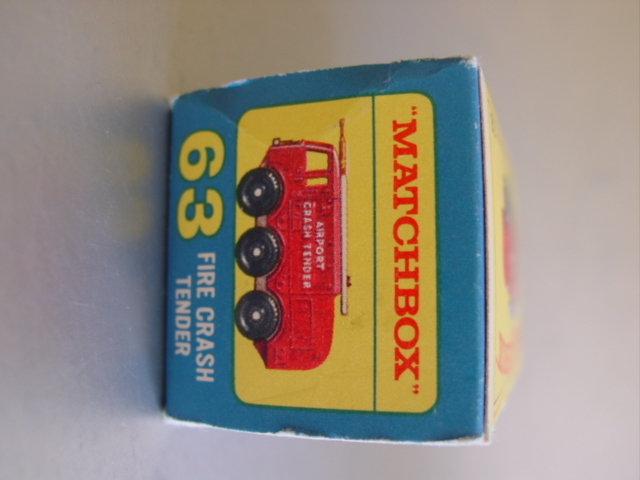 "MATCHBOX"
AIRPORT
CRASH TENDER
63 FIRE CRASH
TENDER